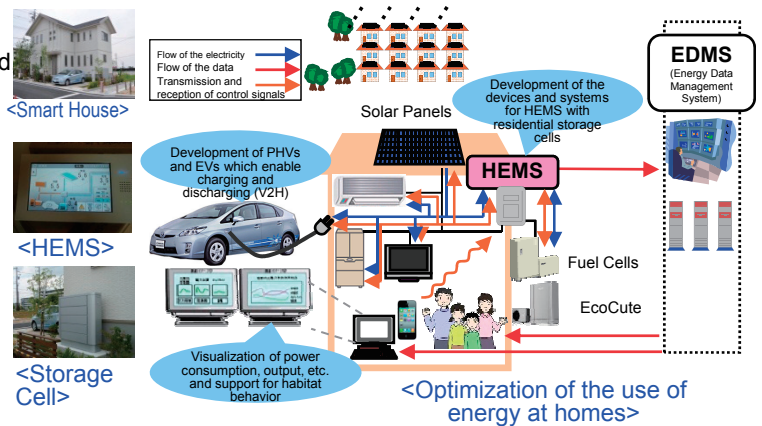 d
<Smart House>
<HEMS>
<Storage
Cell>
Flow of the electricity
Flow of the data
Transmission and
reception of control signals
Solar Panels
Development of the
devices and systems
for HEMS with
residential storage
cells
Development of PHVs
and EVs which enable
charging and
discharging (V2H)
HEMS
Fuel Cells
EcoCute
Visualization of power
consumption, output, etc.
and support for habitat
behavior
<Optimization of the use of
energy at homes>
EDMS
(Energy Data
Management
System)